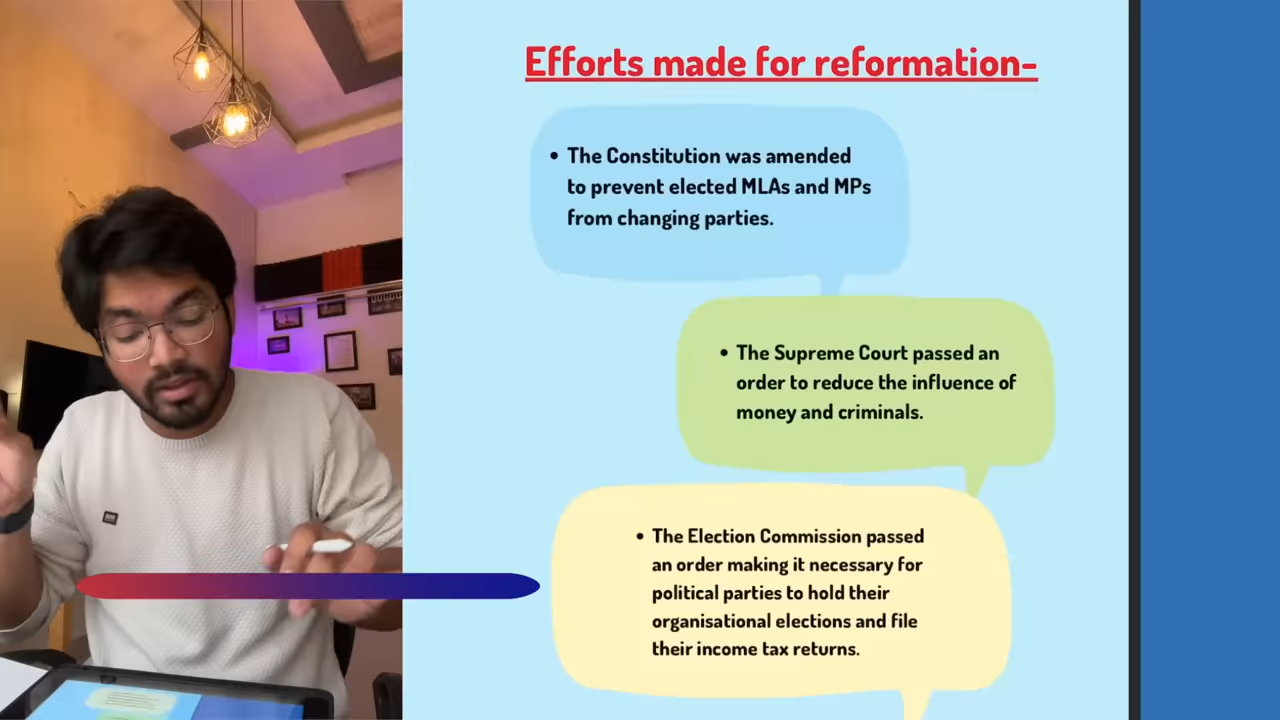 Efforts made for reformation-
• The Constitution was amended
to prevent elected MLAs and MPs
from changing parties.
• The Supreme Court passed an
order to reduce the influence of
money and criminals.
• The Election Commission passed
an order making it necessary for
political parties to hold their
organisational elections and file
their income tax returns.